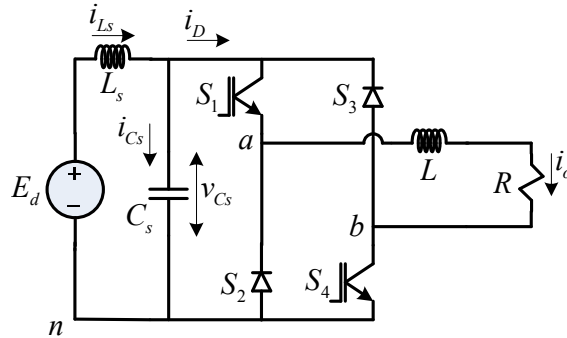 i_Ls
i_D
L_s
S_1
S_3
a
i_Cs
v_Cs
L
R
i_o
+
E_d
−
C_s
b
S_2
S_4
n